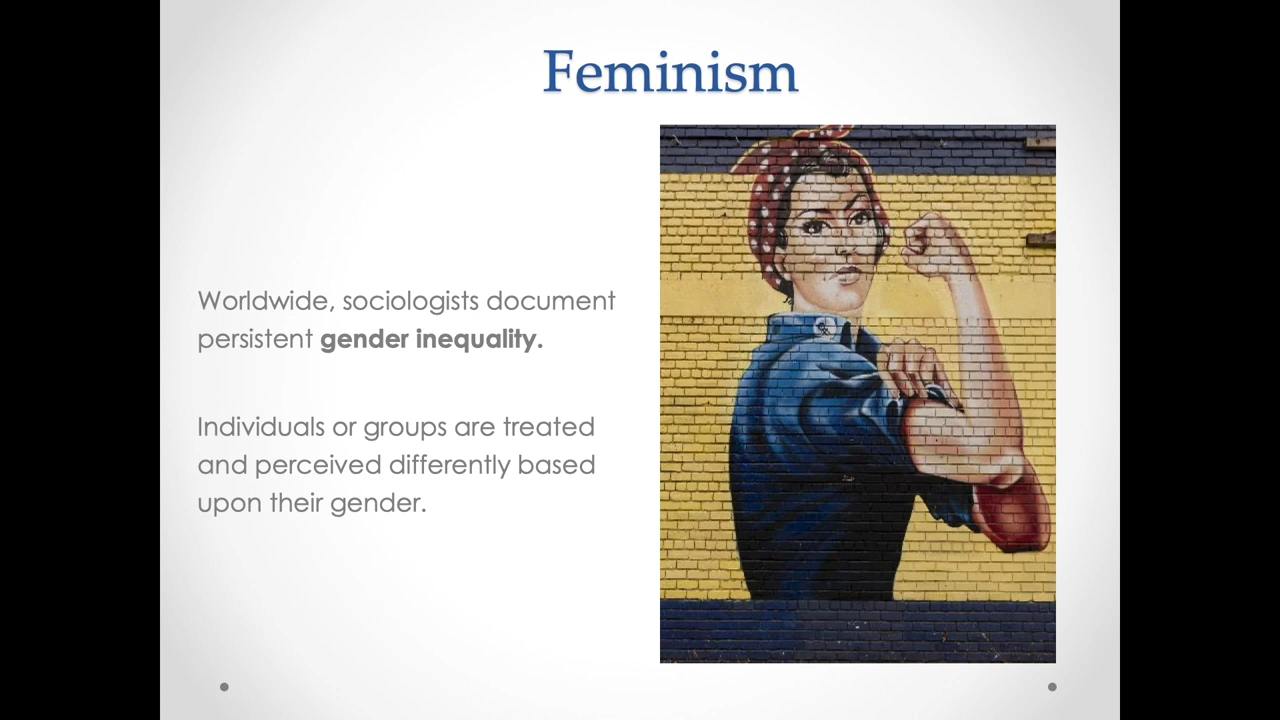 Feminism
Worldwide, sociologists document
persistent gender inequality.
Individuals or groups are treated
and perceived differently based
upon their gender.